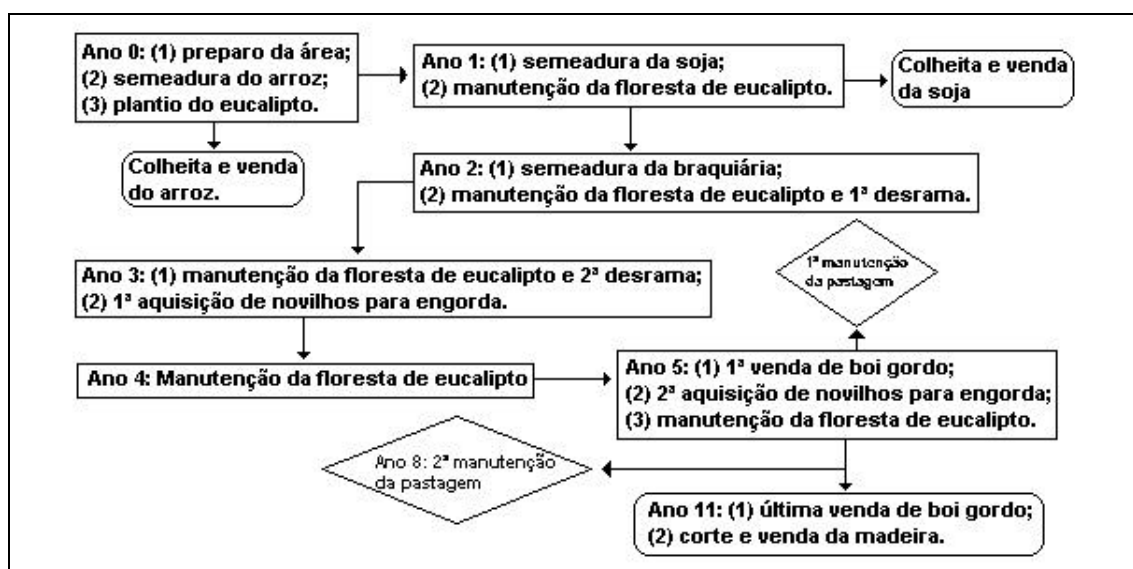 Ano 0: (1) preparo da área;
(2) semeadura do arroz;
(3) plantio do eucalipto.
Ano 1: (1) semeadura da soja;
(2) manutenção da floresta de eucalipto.
Colheita e venda
da soja
Colheita e venda
do arroz.
Ano 2: (1) semeadura da braquiária;
(2) manutenção da floresta de eucalipto e 1ª desrama.
Ano 3: (1) manutenção da floresta de eucalipto e 2ª desrama;
(2) 1ª aquisição de novilhos para engorda.
1ª manutenção
da pastagem
Ano 4: Manutenção da floresta de eucalipto
Ano 5: (1) 1ª venda de boi gordo;
(2) 2ª aquisição de novilhos para engorda;
(3) manutenção da floresta de eucalipto.
Ano 8: 2ª manutenção
da pastagem
Ano 11: (1) última venda de boi gordo;
(2) corte e venda da madeira.